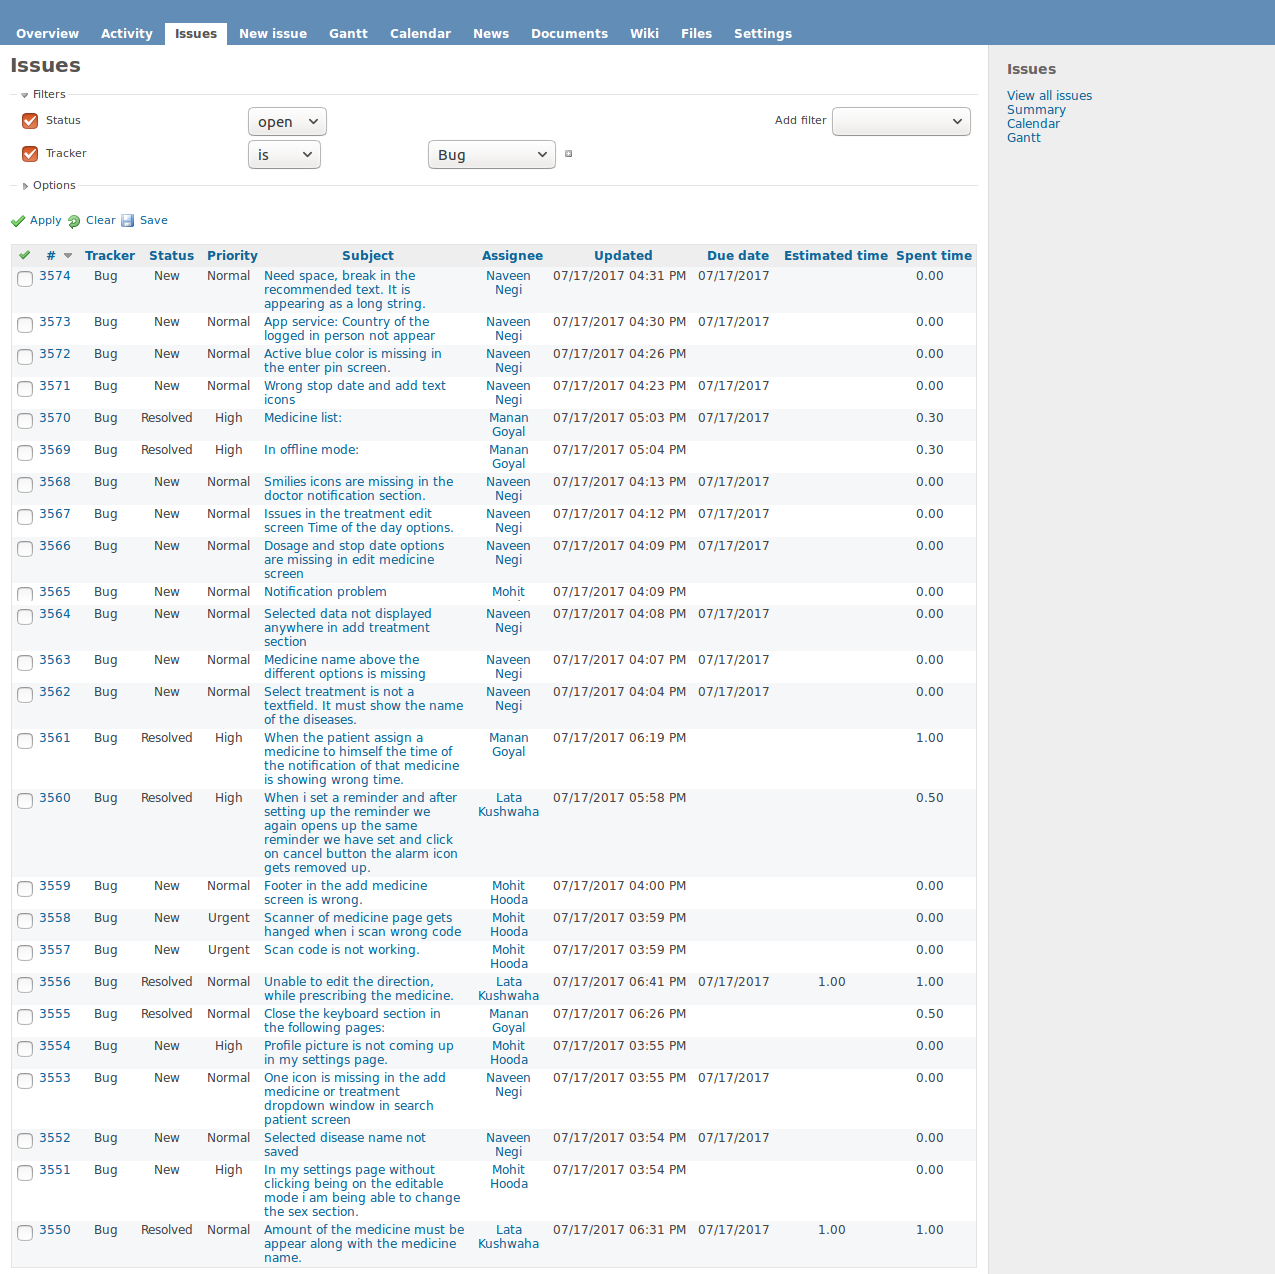 Overview Activity Issues New issue Gantt Calendar News Documents Wiki Files Settings
Issues
Filters
Status open Add filter
Tracker is Bug
Options
Apply Clear Save
# Tracker Status Priority Subject Assignee Updated Due date Estimated time Spent time
3574 Bug New Normal Need space, break in the Naveen 07/17/2017 04:31 PM 07/17/2017 0.00
recommended text. It is Negi
appearing as a long string.
3573 Bug New Normal App service: Country of the Naveen 07/17/2017 04:30 PM 07/17/2017 0.00
logged in person not appear Negi
3572 Bug New Normal Active blue color is missing in Naveen 07/17/2017 04:26 PM 0.00
the enter pin screen. Negi
3571 Bug New Normal Wrong stop date and add text Naveen 07/17/2017 04:23 PM 07/17/2017 0.00
icons Negi
3570 Bug Resolved High Medicine list: Manan 07/17/2017 05:03 PM 07/17/2017 0.30
Goyal
3569 Bug Resolved High In offline mode: Manan 07/17/2017 05:04 PM 0.30
Goyal
3568 Bug New Normal Smilies icons are missing in the Naveen 07/17/2017 04:13 PM 07/17/2017 0.00
doctor notification section. Negi
3567 Bug New Normal Issues in the treatment edit Naveen 07/17/2017 04:12 PM 07/17/2017 0.00
screen Time of the day options. Negi
3566 Bug New Normal Dosage and stop date options Naveen 07/17/2017 04:09 PM 07/17/2017 0.00
are missing in edit medicine Negi
screen
3565 Bug New Normal Notification problem Mohit 07/17/2017 04:09 PM 0.00
3564 Bug New Normal Selected data not displayed Naveen 07/17/2017 04:08 PM 07/17/2017 0.00
anywhere in add treatment Negi
section
3563 Bug New Normal Medicine name above the Naveen 07/17/2017 04:07 PM 07/17/2017 0.00
different options is missing Negi
3562 Bug New Normal Select treatment is not a Naveen 07/17/2017 04:04 PM 07/17/2017 0.00
textfield. It must show the name Negi
of the diseases.
3561 Bug Resolved High When the patient assign a Manan 07/17/2017 06:19 PM 1.00
medicine to himself the time of Goyal
the notification of that medicine
is showing wrong time.
3560 Bug Resolved High When i set a reminder and after Lata 07/17/2017 05:58 PM 0.50
setting up the reminder we Kushwaha
again opens up the same
reminder we have set and click
on cancel button the alarm icon
gets removed up.
3559 Bug New Normal Footer in the add medicine Mohit 07/17/2017 04:00 PM 0.00
screen is wrong. Hooda
3558 Bug New Urgent Scanner of medicine page gets Mohit 07/17/2017 03:59 PM 0.00
hanged when i scan wrong code Hooda
3557 Bug New Urgent Scan code is not working. Mohit 07/17/2017 03:59 PM 0.00
Hooda
3556 Bug Resolved Normal Unable to edit the direction, Lata 07/17/2017 06:41 PM 07/17/2017 1.00 1.00
while prescribing the medicine. Kushwaha
3555 Bug Resolved Normal Close the keyboard section in Manan 07/17/2017 06:26 PM 0.50
the following pages: Goyal
3554 Bug New High Profile picture is not coming up Mohit 07/17/2017 03:55 PM 0.00
in my settings page. Hooda
3553 Bug New Normal One icon is missing in the add Naveen 07/17/2017 03:55 PM 07/17/2017 0.00
medicine or treatment Negi
dropdown window in search
patient screen
3552 Bug New Normal Selected disease name not Naveen 07/17/2017 03:54 PM 07/17/2017 0.00
saved Negi
3551 Bug New High In my settings page without Mohit 07/17/2017 03:54 PM 0.00
clicking being on the editable Hooda
mode i am being able to change
the sex section.
3550 Bug Resolved Normal Amount of the medicine must be Lata 07/17/2017 06:31 PM 07/17/2017 1.00 1.00
appear along with the medicine Kushwaha
name.
Issues
View all issues
Summary
Calendar
Gantt